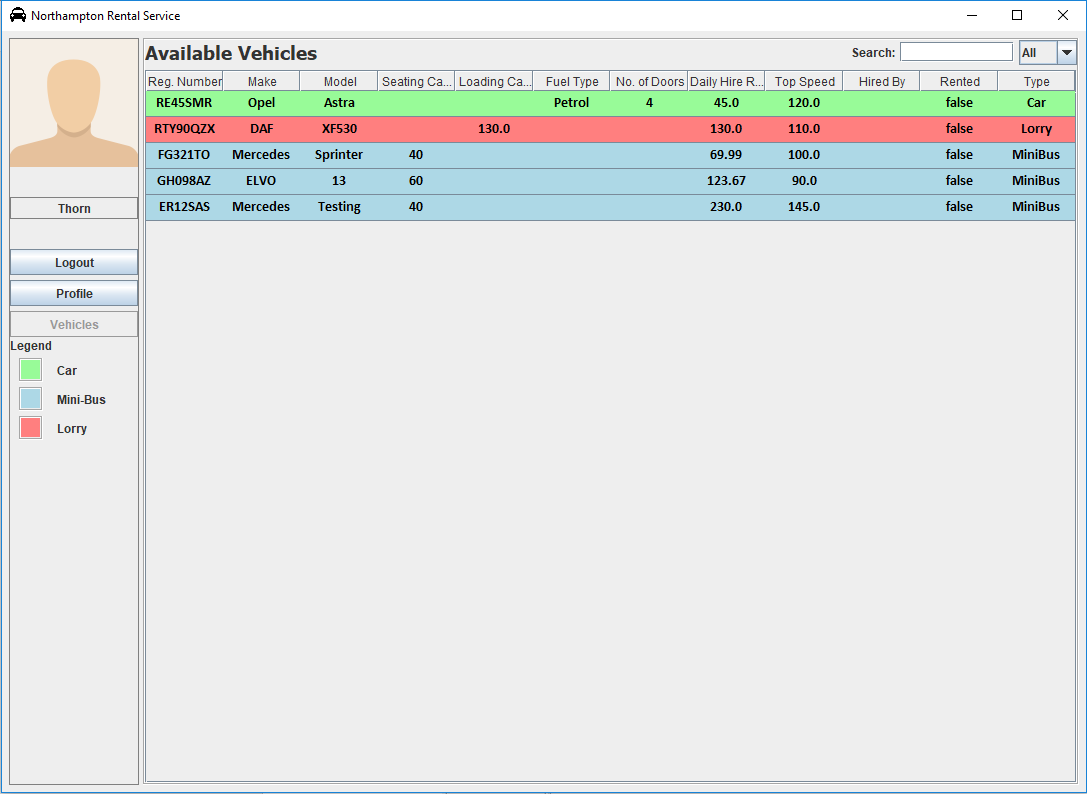 Northampton Rental Service
Thorn
Logout
Profile
Vehicles
Legend
Car
Mini-Bus
Lorry
Available Vehicles Search: All
Reg. Number Make Model Seating Ca... Loading Ca... Fuel Type No. of Doors Daily Hire R... Top Speed Hired By Rented Type
RE45SMR Opel Astra Petrol 4 45.0 120.0 false Car
RTY90QZX DAF XF530 130.0 130.0 110.0 false Lorry
FG321TO Mercedes Sprinter 40 69.99 100.0 false MiniBus
GH098AZ ELVO 13 60 123.67 90.0 false MiniBus
ER12SAS Mercedes Testing 40 230.0 145.0 false MiniBus